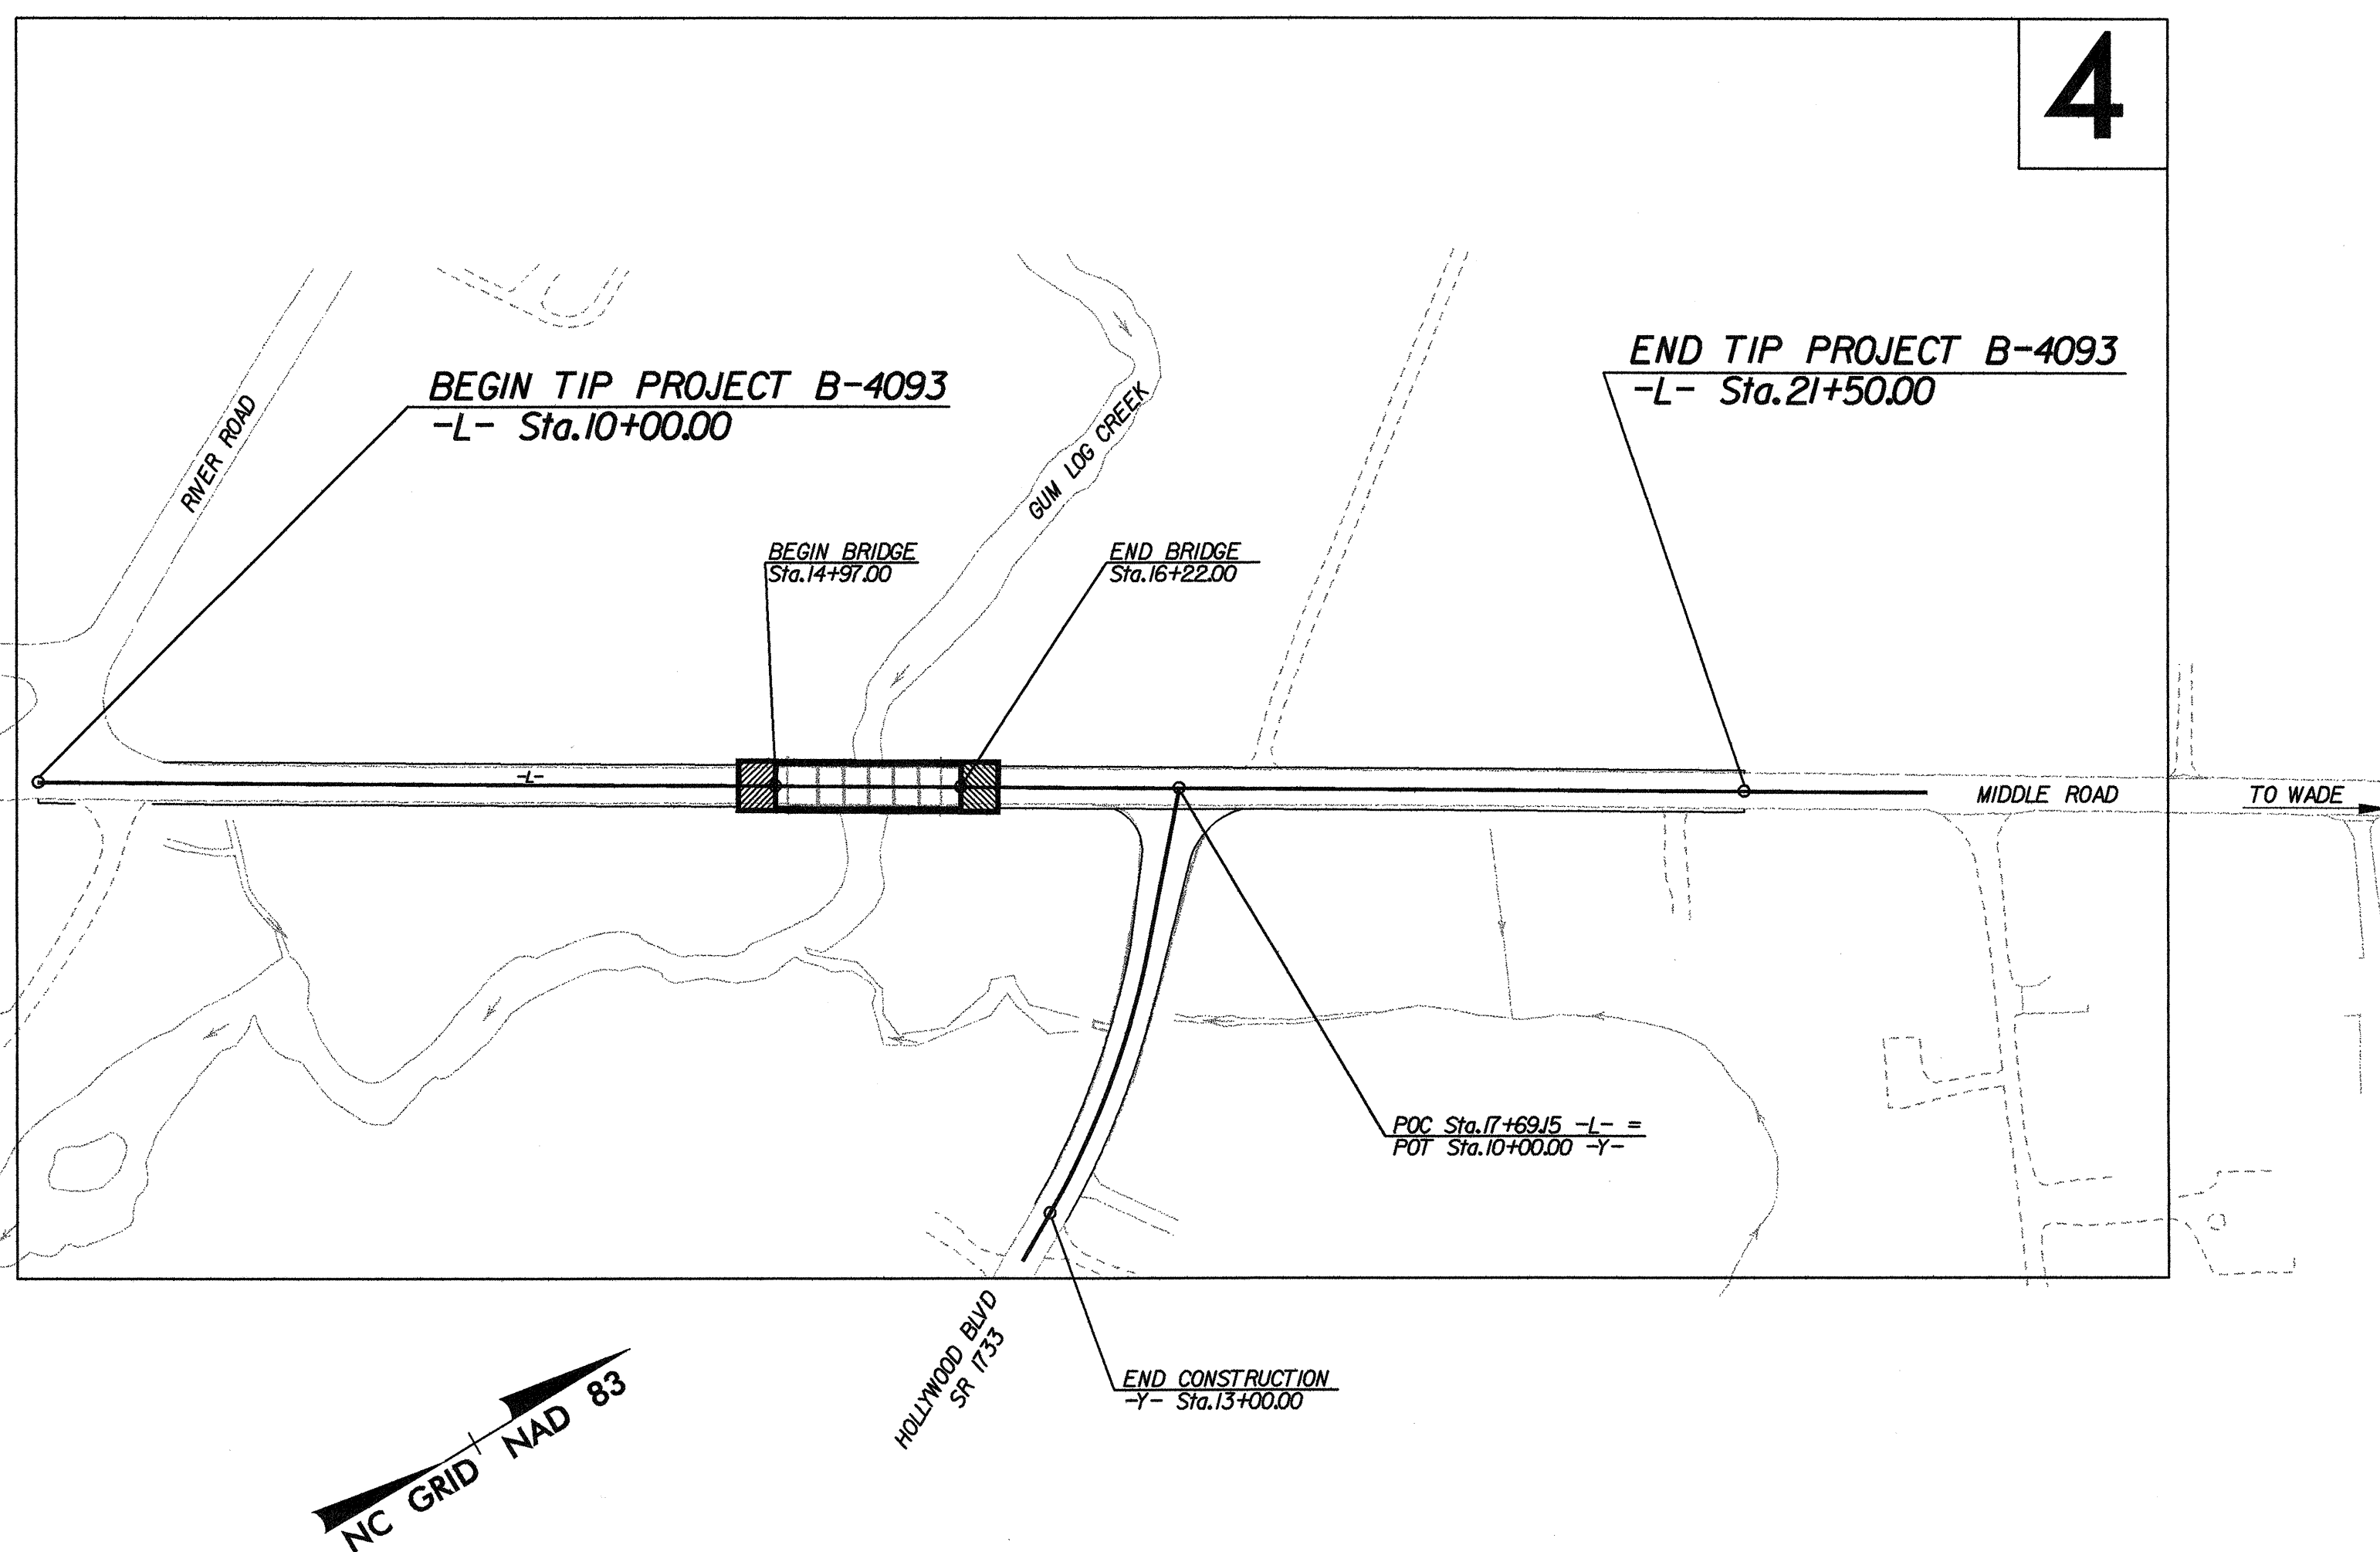 4
END TIP PROJECT B-4093
-L- Sta.21+50.00
BEGIN TIP PROJECT B-4093
-L- Sta.10+00.00
RIVER ROAD
GUM LOG CREEK
BEGIN BRIDGE
Sta.14+97.00
END BRIDGE
Sta.16+22.00
-L-
MIDDLE ROAD
TO WADE
POC Sta.17+69.15 -L- =
POT Sta.10+00.00 -Y-
HOLLYWOOD BLVD
SR 1733
END CONSTRUCTION
-Y- Sta.13+00.00
NC GRID NAD 83